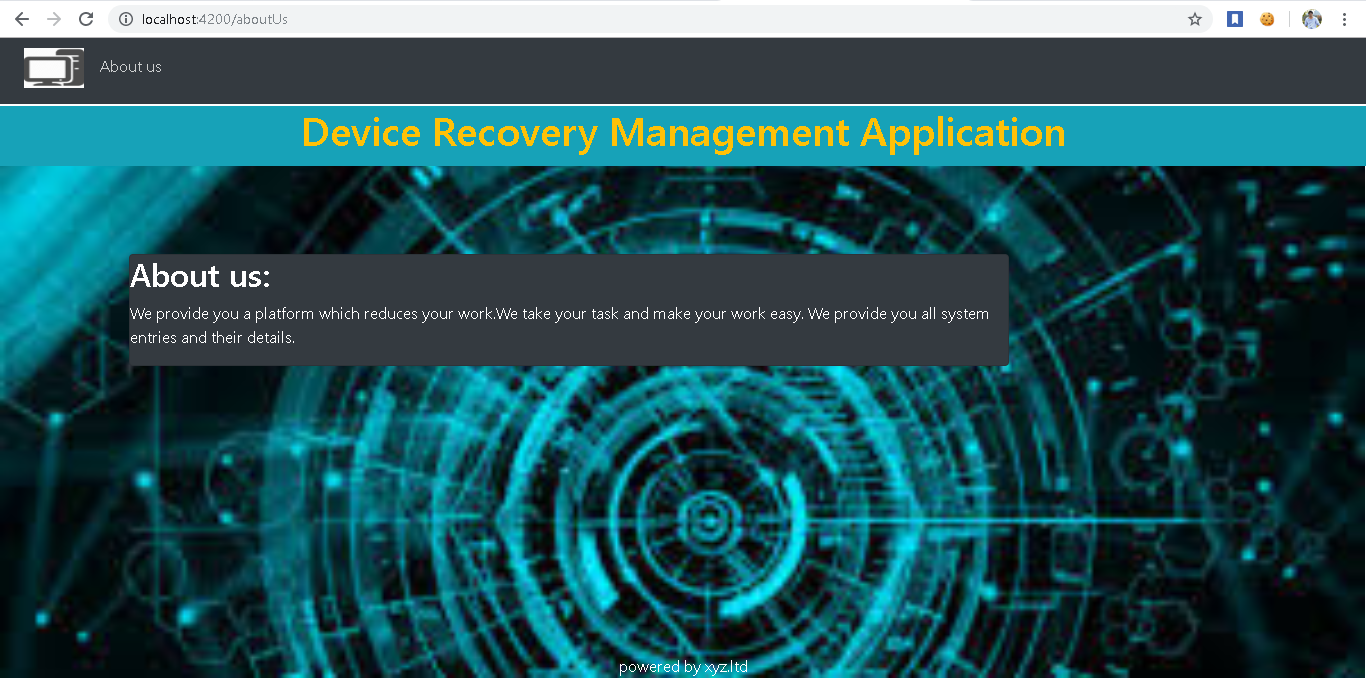 localhost:4200/aboutUs
About us
Device Recovery Management Application
About us:
We provide you a platform which reduces your work.We take your task and make your work easy. We provide you all system
entries and their details.
powered by xyz.ltd